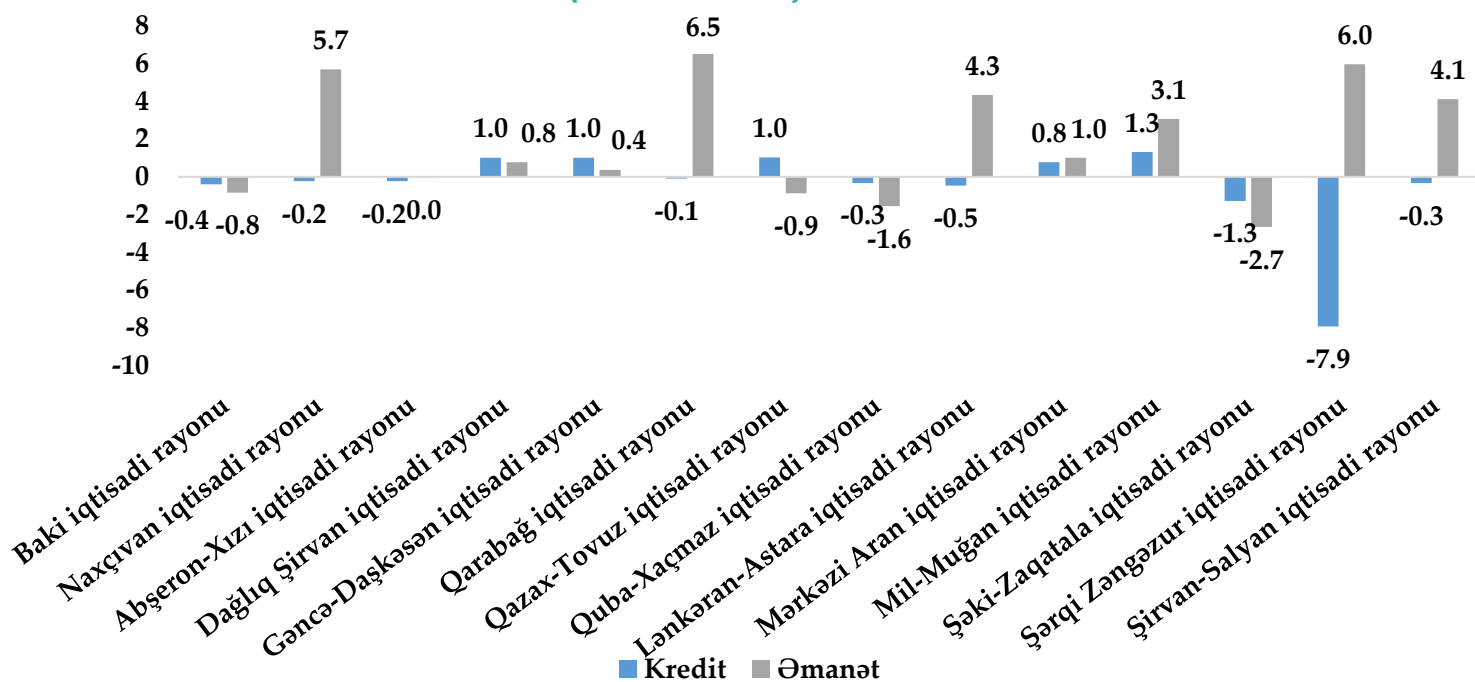 8
6
4
2
0
-2
-4
-6
-8
-10
-0.4
-0.8
-0.2
5.7
-0.2
0.0
1.0
0.8
1.0
0.4
-0.1
6.5
1.0
-0.9
-0.3
-1.6
-0.5
4.3
0.8
1.0
1.3
3.1
-1.3
-2.7
-7.9
6.0
-0.3
4.1
Baki iqtisadi rayonu
Naxçıvan iqtisadi rayonu
Abşeron-Xızı iqtisadi rayonu
Dağlıq Şirvan iqtisadi rayonu
Gəncə-Daşkəsən iqtisadi rayonu
Qarabağ iqtisadi rayonu
Qazax-Tovuz iqtisadi rayonu
Quba-Xaçmaz iqtisadi rayonu
Lənkəran-Astara iqtisadi rayonu
Mərkəzi Aran iqtisadi rayonu
Mil-Muğan iqtisadi rayonu
Şəki-Zaqatala iqtisadi rayonu
Şərqi Zəngəzur iqtisadi rayonu
Şirvan-Salyan iqtisadi rayonu
Kredit Əmanət